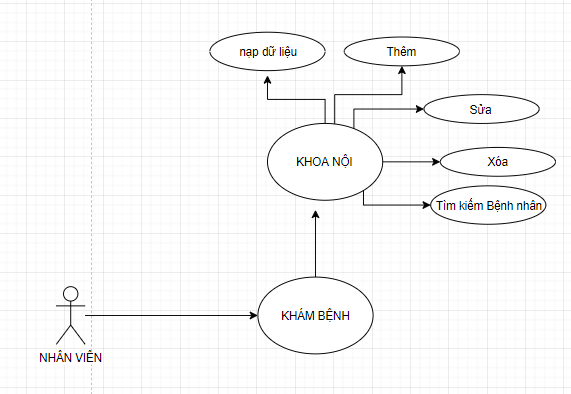 nạp dữ liệu
Thêm
Sửa
KHOA NỘI
Xóa
Tìm kiếm Bệnh nhân
KHÁM BỆNH
NHÂN VIÊN